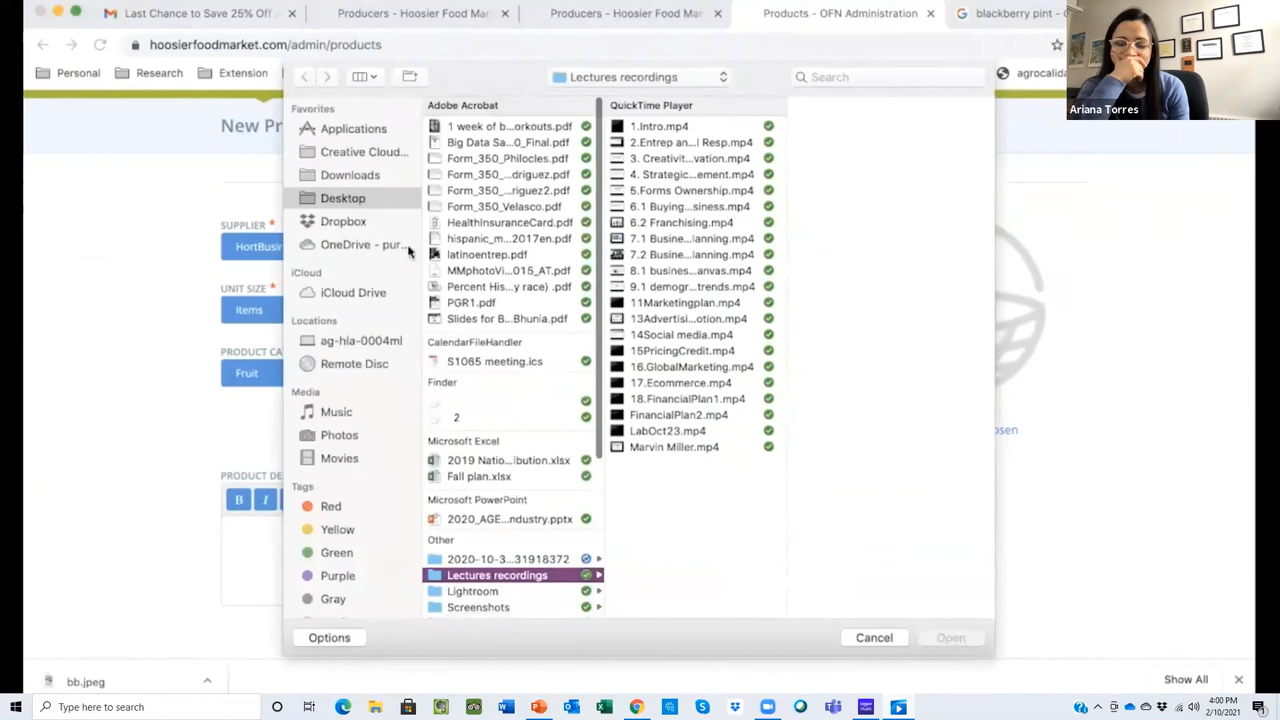 Last Chance to Save 25% Off
Producers - Hoosier Food Mark
Producers - Hoosier Food Mark
Products - OFN Administration
blackberry pint -
hoosierfoodmarket.com/admin/products
Personal
Research
Extension
agrocalidad
Lectures recordings
Search
Ariana Torres
New Pr
Favorites
Applications
Creative Cloud...
Downloads
Desktop
Dropbox
OneDrive - pur...
iCloud
iCloud Drive
Locations
ag-hla-0004ml
Remote Disc
Media
Music
Photos
Movies
Tags
Red
Yellow
Green
Purple
Gray
Adobe Acrobat
1 week of b...orkouts.pdf
Big Data Sa...0_Final.pdf
Form_350_Philocles.pdf
Form_350_...driguez.pdf
Form_350_...riguez2.pdf
Form_350_Velasco.pdf
HealthInsuranceCard.pdf
hispanic_m...2017en.pdf
latinoentrep.pdf
MMphotoVi...015_AT.pdf
Percent His...y race) .pdf
PGR1.pdf
Slides for B...Bhunia.pdf
CalendarFileHandler
S1065 meeting.ics
Finder
2
Microsoft Excel
2019 Natio...ibution.xlsx
Fall plan.xlsx
Microsoft PowerPoint
2020_AGE...ndustry.pptx
Other
2020-10-3...31918372
Lectures recordings
Lightroom
Screenshots
QuickTime Player
1.Intro.mp4
2.Entrep an...l Resp.mp4
3. Creativit...vation.mp4
4. Strategic...ement.mp4
5.Forms Ownership.mp4
6.1 Buying...siness.mp4
6.2 Franchising.mp4
7.1 Busine...lanning.mp4
7.2 Busine...lanning.mp4
8.1 busines...anvas.mp4
9.1 demogr...trends.mp4
11Marketingplan.mp4
13Advertisi...otion.mp4
14Social media.mp4
15PricingCredit.mp4
16.GlobalMarketing.mp4
17.Ecommerce.mp4
18.FinancialPlan1.mp4
FinancialPlan2.mp4
LabOct23.mp4
Marvin Miller.mp4
SUPPLIER *
HortBusin
UNIT SIZE *
Items
PRODUCT CA
Fruit
PRODUCT DE
B I
osen
Options
Cancel
Open
bb.jpeg
Show All
Type here to search
4:00 PM
2/10/2021